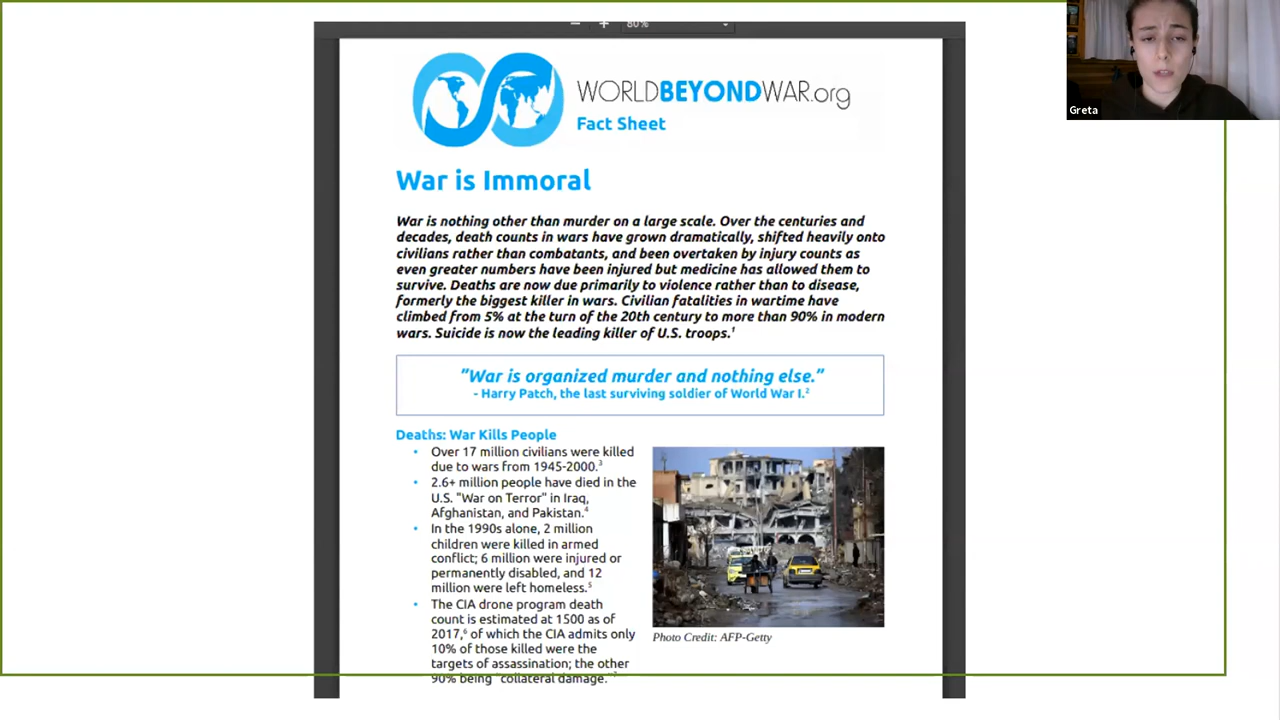 80%
WORLDBEYONDWAR.org
Fact Sheet
Greta
War is Immoral
War is nothing other than murder on a large scale. Over the centuries and
decades, death counts in wars have grown dramatically, shifted heavily onto
civilians rather than combatants, and been overtaken by injury counts as
even greater numbers have been injured but medicine has allowed them to
survive. Deaths are now due primarily to violence rather than to disease,
formerly the biggest killer in wars. Civilian fatalities in wartime have
climbed from 5% at the turn of the 20th century to more than 90% in modern
wars. Suicide is now the leading killer of U.S. troops.¹
”War is organized murder and nothing else.”
- Harry Patch, the last surviving soldier of World War I.²
Deaths: War Kills People
• Over 17 million civilians were killed
due to wars from 1945-2000.³
• 2.6+ million people have died in the
U.S. "War on Terror" in Iraq,
Afghanistan, and Pakistan.⁴
• In the 1990s alone, 2 million
children were killed in armed
conflict; 6 million were injured or
permanently disabled, and 12
million were left homeless.⁵
• The CIA drone program death
count is estimated at 1500 as of
2017,⁶ of which the CIA admits only
10% of those killed were the
targets of assassination; the other
90% being "collateral damage."⁷
Photo Credit: AFP-Getty